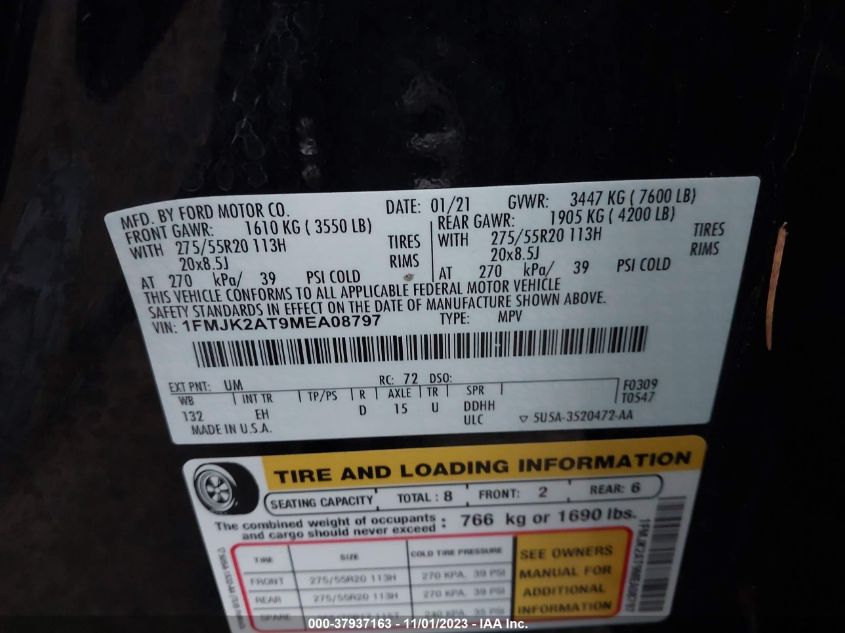 MFD. BY FORD MOTOR CO. DATE: 01/21 GVWR: 3447 KG ( 7600 LB)
FRONT GAWR: 1610 KG ( 3550 LB) REAR GAWR: 1905 KG ( 4200 LB)
WITH 275/55R20 113H TIRES WITH 275/55R20 113H TIRES
20x8.5J RIMS 20x8.5J RIMS
AT 270 kPa/ 39 PSI COLD AT 270 kPa/ 39 PSI COLD
THIS VEHICLE CONFORMS TO ALL APPLICABLE FEDERAL MOTOR VEHICLE
SAFETY STANDARDS IN EFFECT ON THE DATE OF MANUFACTURE SHOWN ABOVE.
VIN: 1FMJK2AT9MEA08797 TYPE: MPV
EXT PNT: UM RC: 72 DSO: F0309
WB INT TR TP/PS R AXLE TR SPR T0547
132 EH D 15 U DDHH
ULC
MADE IN U.S.A. 5U5A-3520472-AA
TIRE AND LOADING INFORMATION
SEATING CAPACITY TOTAL : 8 FRONT: 2 REAR: 6
The combined weight of occupants and cargo should never exceed : 766 kg or 1690 lbs.
TIRE SIZE COLD TIRE PRESSURE
FRONT 275/55R20 113H 270 KPA, 39 PSI
REAR 275/55R20 113H 270 KPA, 39 PSI
SPARE 240 KPA, 35 PSI
SEE OWNERS
MANUAL FOR
ADDITIONAL
INFORMATION
1FMJK2AT9MEA08797
000-37937163 - 11/01/2023 - IAA Inc.